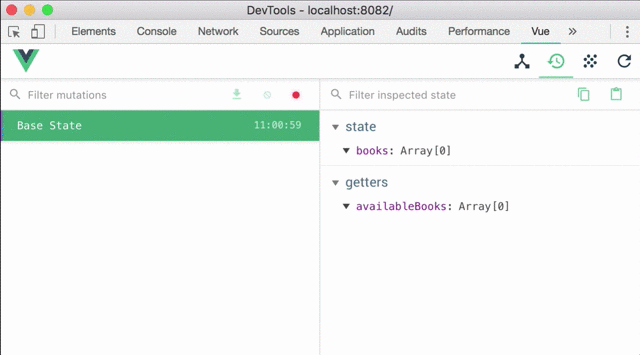 DevTools - localhost:8082/
Elements Console Network Sources Application Audits Performance Vue »
Filter mutations
Filter inspected state
Base State 11:00:59
state
books: Array[0]
getters
availableBooks: Array[0]